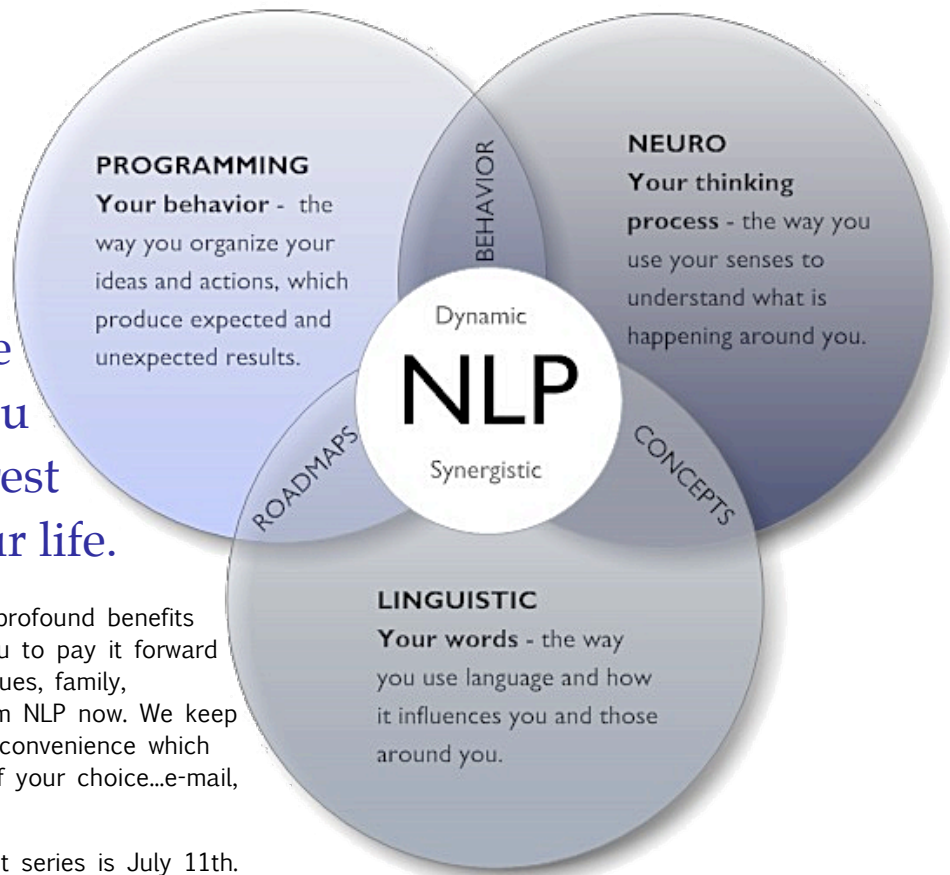 PROGRAMMING
Your behavior - the
way you organize your
ideas and actions, which
produce expected and
unexpected results.
BEHAVIOR
NEURO
Your thinking
process - the way you
use your senses to
understand what is
happening around you.
Dynamic
NLP
Synergistic
ROADMAPS
CONCEPTS
LINGUISTIC
Your words - the way
you use language and how
it influences you and those
around you.
e
u
rest
ur life.
profound benefits
u to pay it forward
ues, family,
m NLP now. We keep
convenience which
f your choice...e-mail,
t series is July 11th.